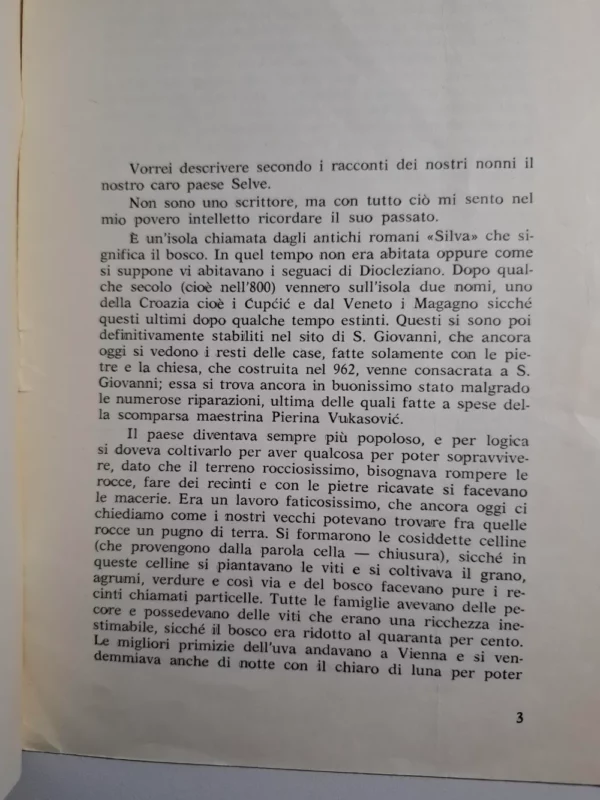 Vorrei descrivere secondo i racconti dei nostri nonni il
nostro caro paese Selve.
Non sono uno scrittore, ma con tutto ciò mi sento nel
mio povero intelletto ricordare il suo passato.
È un'isola chiamata dagli antichi romani «Silva» che si-
gnifica il bosco. In quel tempo non era abitata oppure come
si suppone vi abitavano i seguaci di Diocleziano. Dopo qual-
che secolo (cioè nell'800) vennero sull'isola due nomi, uno
della Croazia cioè i Ćupćić e dal Veneto i Magagno sicché
questi ultimi dopo qualche tempo estinti. Questi si sono poi
definitivamente stabiliti nel sito di S. Giovanni, che ancora
oggi si vedono i resti delle case, fatte solamente con le pie-
tre e la chiesa, che costruita nel 962, venne consacrata a S.
Giovanni; essa si trova ancora in buonissimo stato malgrado
le numerose riparazioni, ultima delle quali fatte a spese del-
la scomparsa maestrina Pierina Vukasović.
Il paese diventava sempre più popoloso, e per logica
si doveva coltivarlo per aver qualcosa per poter sopravvive-
re, dato che il terreno rocciosissimo, bisognava rompere le
rocce, fare dei recinti e con le pietre ricavate si facevano
le macerie. Era un lavoro faticosissimo, che ancora oggi ci
chiediamo come i nostri vecchi potevano trovare fra quelle
rocce un pugno di terra. Si formarono le cosiddette celline
(che provengono dalla parola cella — chiusura), sicché in
queste celline si piantavano le viti e si coltivava il grano,
agrumi, verdure e così via e del bosco facevano pure i re-
cinti chiamati particelle. Tutte le famiglie avevano delle pe-
core e possedevano delle viti che erano una ricchezza ine-
stimabile, sicché il bosco era ridotto al quaranta per cento.
Le migliori primizie dell'uva andavano a Vienna e si ven-
demmiava anche di notte con il chiaro di luna per poter
3